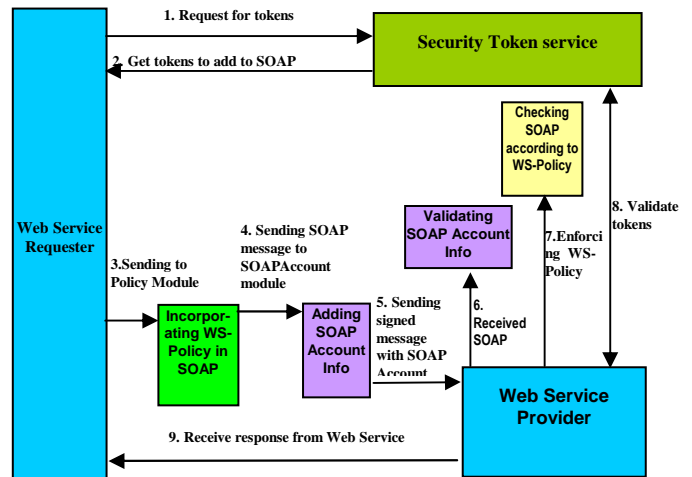 1. Request for tokens
Security Token service
2. Get tokens to add to SOAP
Checking
SOAP
according to
WS-Policy
Web Service
Requester
3.Sending to
Policy Module
4. Sending SOAP
message to
SOAPAccount
module
Validating
SOAP Account
Info
7.Enforci
ng WS-
Policy
8. Validate
tokens
Incorpor-
ating WS-
Policy in
SOAP
Adding
SOAP
Account
Info
5. Sending
signed
message
with SOAP
Account
6.
Received
SOAP
Web Service
Provider
9. Receive response from Web Service